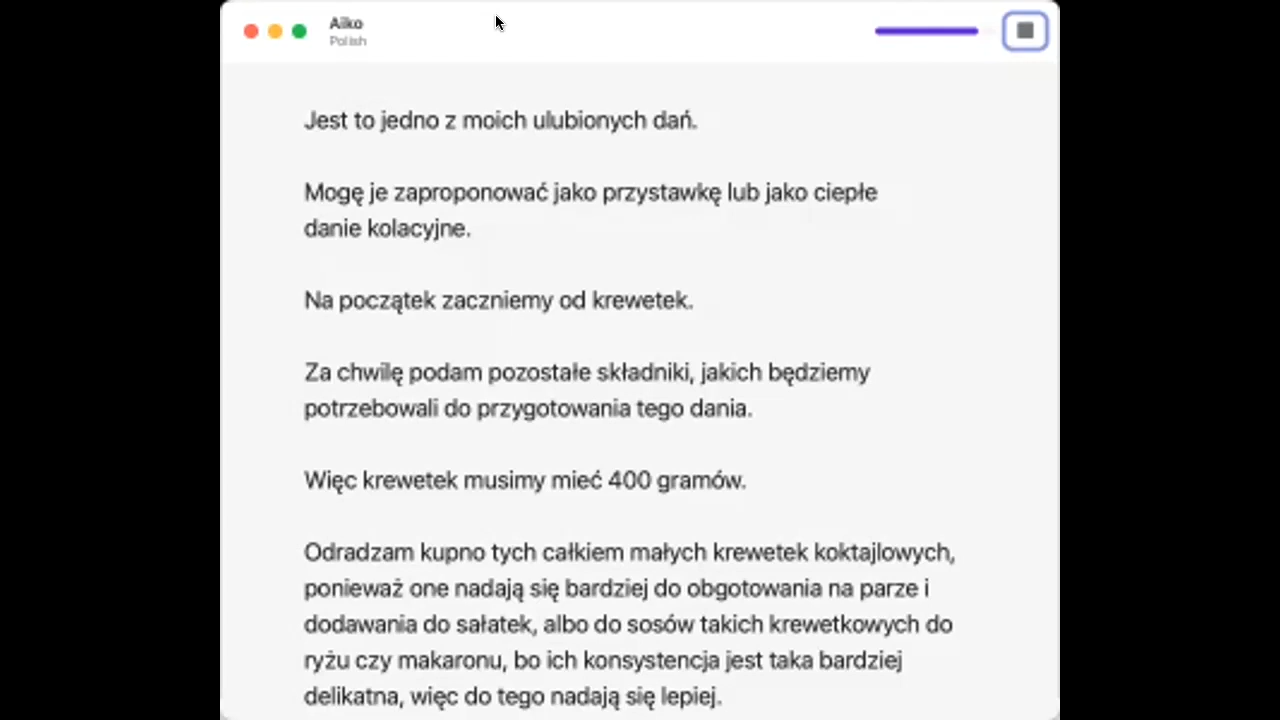 Aiko
Polish
Jest to jedno z moich ulubionych dań.
Mogę je zaproponować jako przystawkę lub jako ciepłe
danie kolacyjne.
Na początek zaczniemy od krewetek.
Za chwilę podam pozostałe składniki, jakich będziemy
potrzebowali do przygotowania tego dania.
Więc krewetek musimy mieć 400 gramów.
Odradzam kupno tych całkiem małych krewetek koktajlowych,
ponieważ one nadają się bardziej do obgotowania na parze i
dodawania do sałatek, albo do sosów takich krewetkowych do
ryżu czy makaronu, bo ich konsystencja jest taka bardziej
delikatna, więc do tego nadają się lepiej.